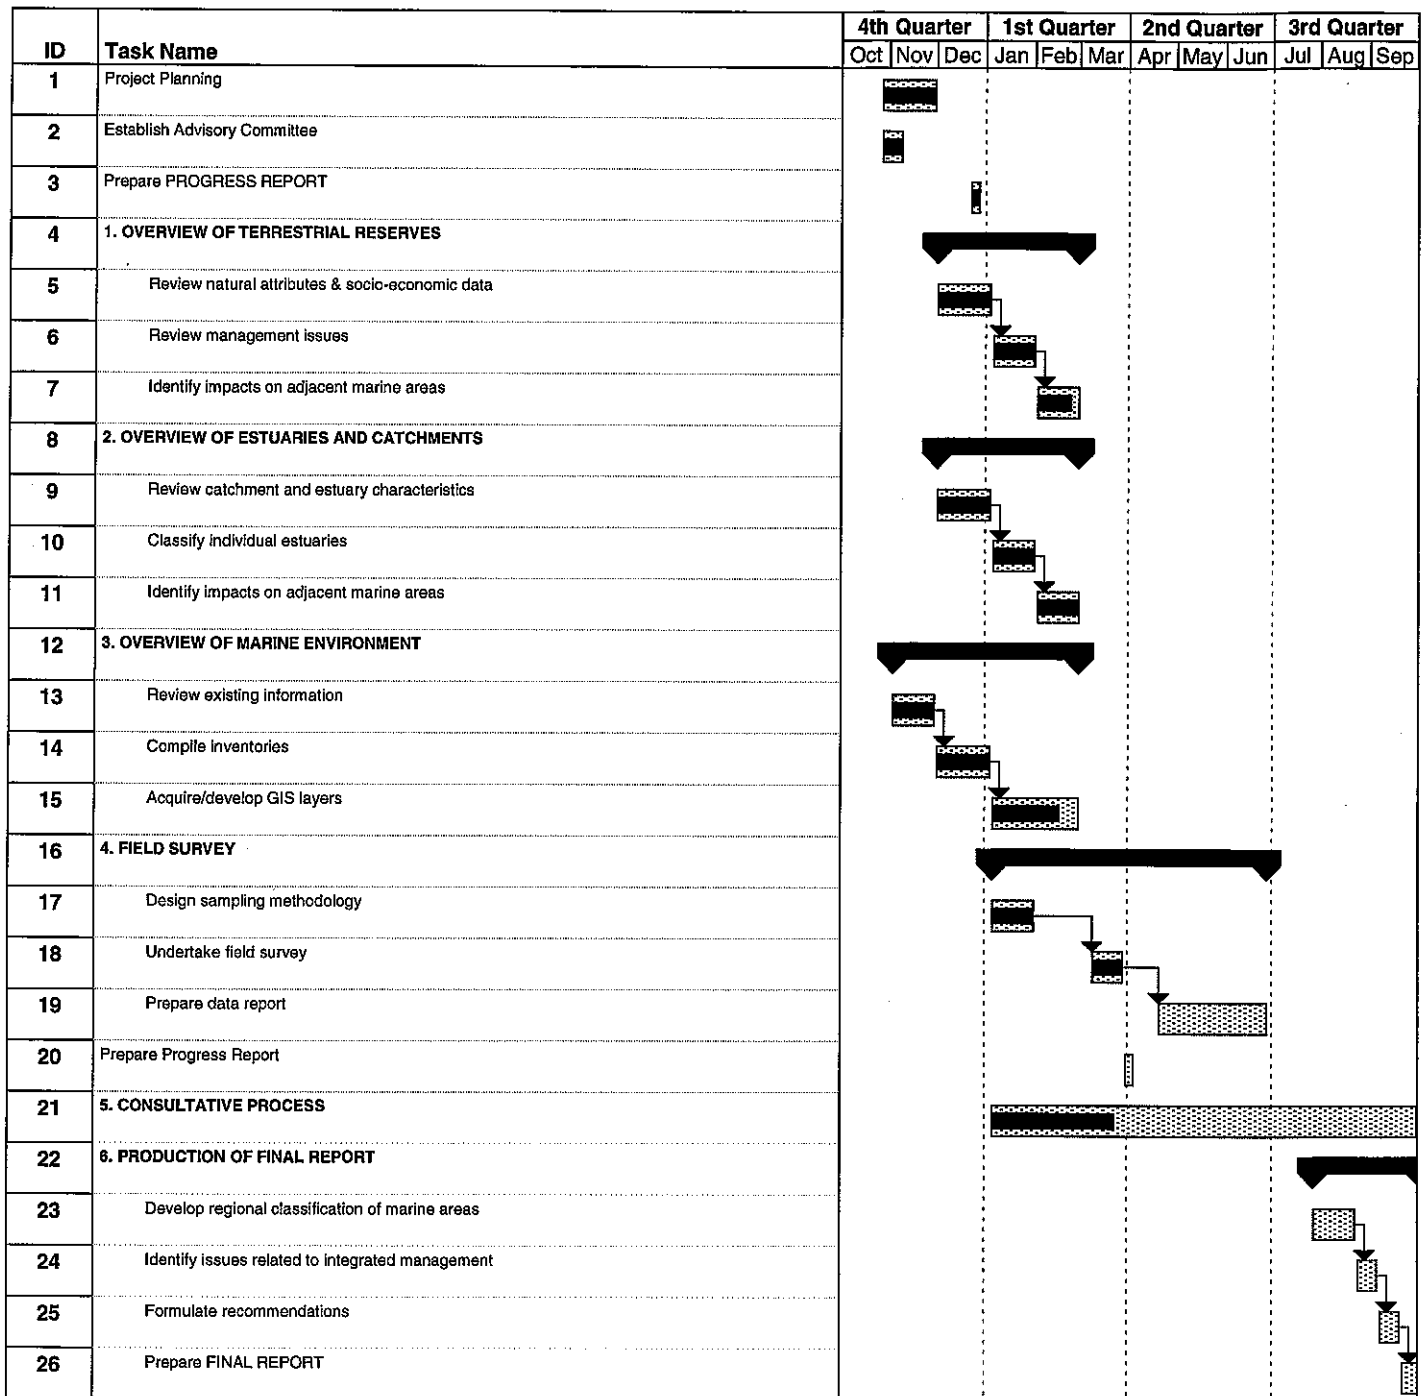 4th Quarter 1st Quarter 2nd Quarter 3rd Quarter
ID Task Name Oct Nov Dec Jan Feb Mar Apr May Jun Jul Aug Sep
1 Project Planning
2 Establish Advisory Committee
3 Prepare PROGRESS REPORT
4 1. OVERVIEW OF TERRESTRIAL RESERVES
5 Review natural attributes & socio-economic data
6 Review management issues
7 Identify impacts on adjacent marine areas
8 2. OVERVIEW OF ESTUARIES AND CATCHMENTS
9 Review catchment and estuary characteristics
10 Classify individual estuaries
11 Identify impacts on adjacent marine areas
12 3. OVERVIEW OF MARINE ENVIRONMENT
13 Review existing information
14 Compile inventories
15 Acquire/develop GIS layers
16 4. FIELD SURVEY
17 Design sampling methodology
18 Undertake field survey
19 Prepare data report
20 Prepare Progress Report
21 5. CONSULTATIVE PROCESS
22 6. PRODUCTION OF FINAL REPORT
23 Develop regional classification of marine areas
24 Identify issues related to integrated management
25 Formulate recommendations
26 Prepare FINAL REPORT